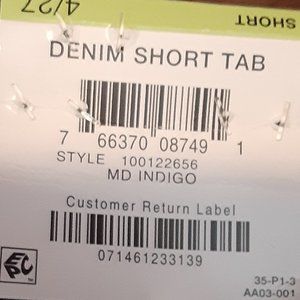 4/27
SHORT
DENIM SHORT TAB
7 66370 08749 1
STYLE 100122656
MD INDIGO
Customer Return Label
071461233139
EPC
35-P1-3
AA03-001